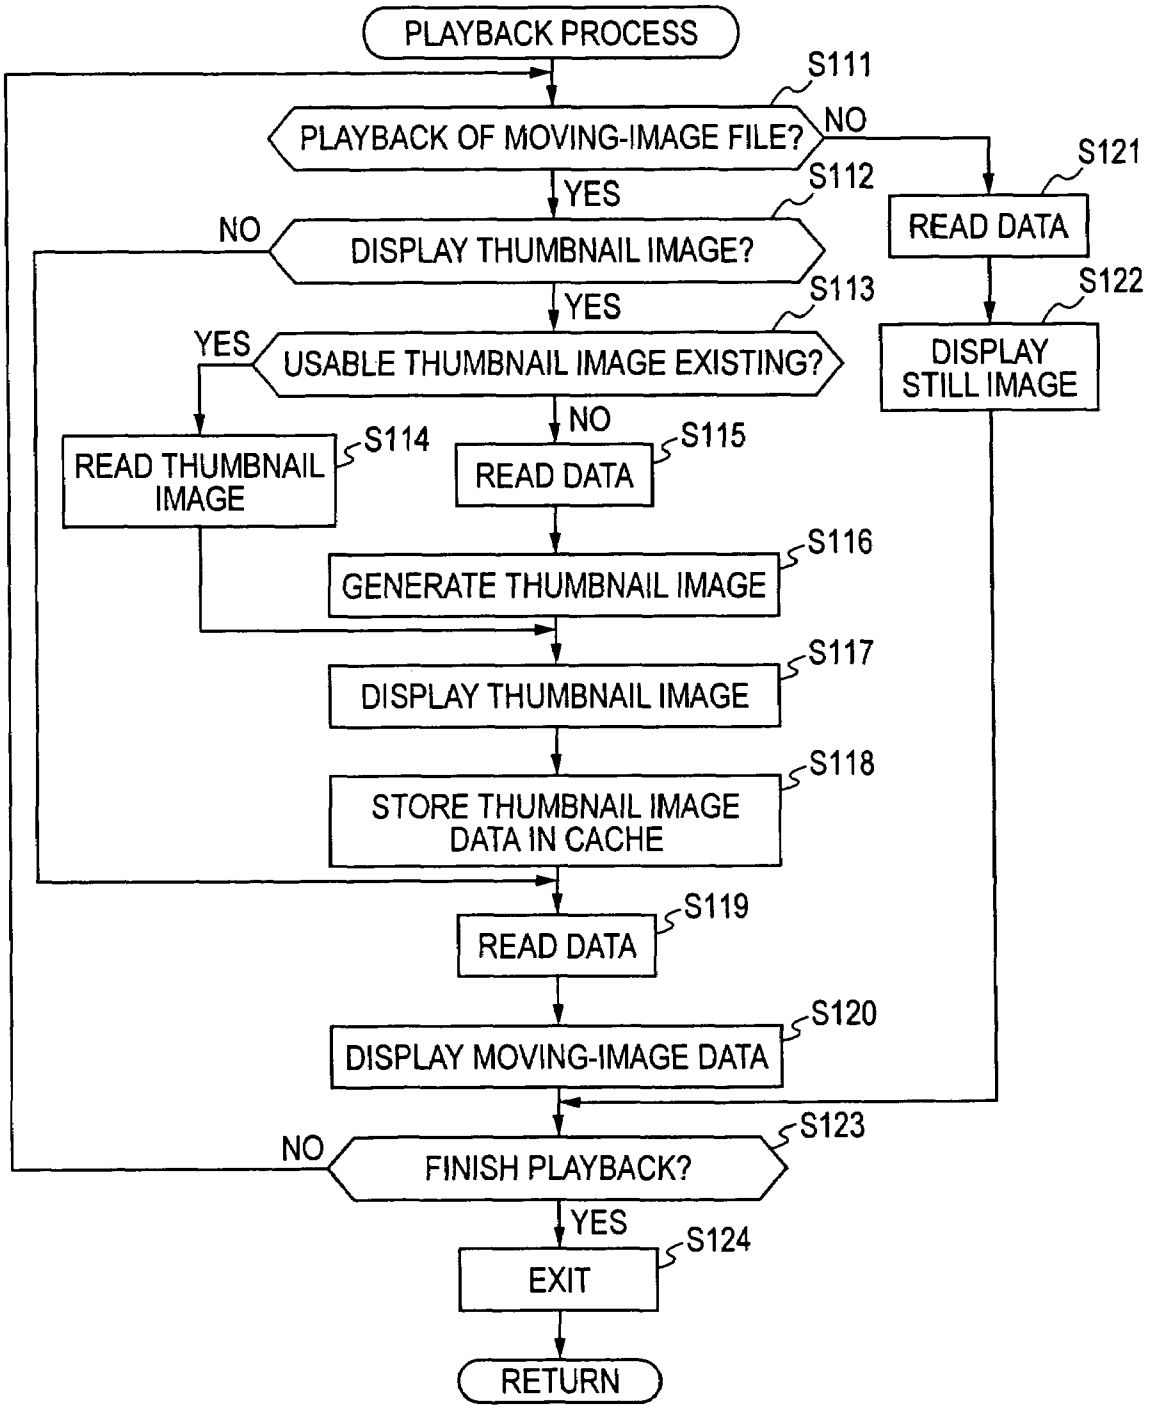 PLAYBACK PROCESS
S111
PLAYBACK OF MOVING-IMAGE FILE?
NO
YES
S121
READ DATA
S112
NO
DISPLAY THUMBNAIL IMAGE?
YES
S122
DISPLAY
STILL IMAGE
S113
YES
USABLE THUMBNAIL IMAGE EXISTING?
NO
S114
READ THUMBNAIL
IMAGE
S115
READ DATA
S116
GENERATE THUMBNAIL IMAGE
S117
DISPLAY THUMBNAIL IMAGE
S118
STORE THUMBNAIL IMAGE
DATA IN CACHE
S119
READ DATA
S120
DISPLAY MOVING-IMAGE DATA
S123
NO
FINISH PLAYBACK?
YES
S124
EXIT
RETURN